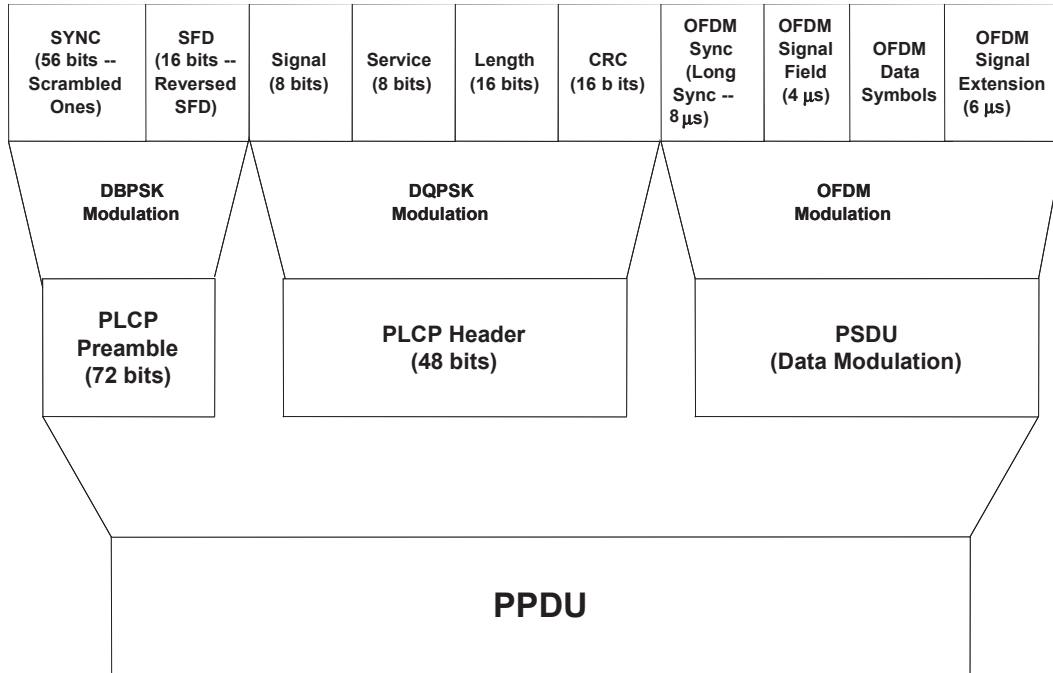 SYNC
(56 bits --
Scrambled
Ones)
SFD
(16 bits --
Reversed
SFD)
Signal
(8 bits)
Service
(8 bits)
Length
(16 bits)
CRC
(16 b its)
OFDM
Sync
(Long
Sync --
8 μs)
OFDM
Signal
Field
(4 μs)
OFDM
Data
Symbols
OFDM
Signal
Extension
(6 μs)
DBPSK
Modulation
DQPSK
Modulation
OFDM
Modulation
PLCP
Preamble
(72 bits)
PLCP Header
(48 bits)
PSDU
(Data Modulation)
PPDU